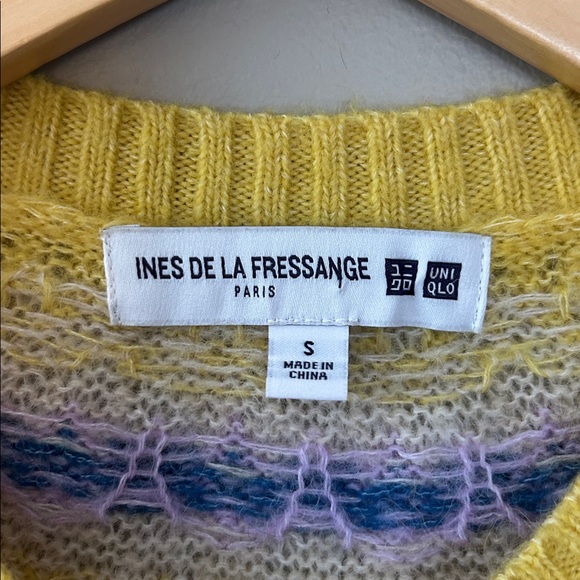 INES DE LA FRESSANGE
PARIS
ユニ
クロ
UNI
QLO
S
MADE IN
CHINA